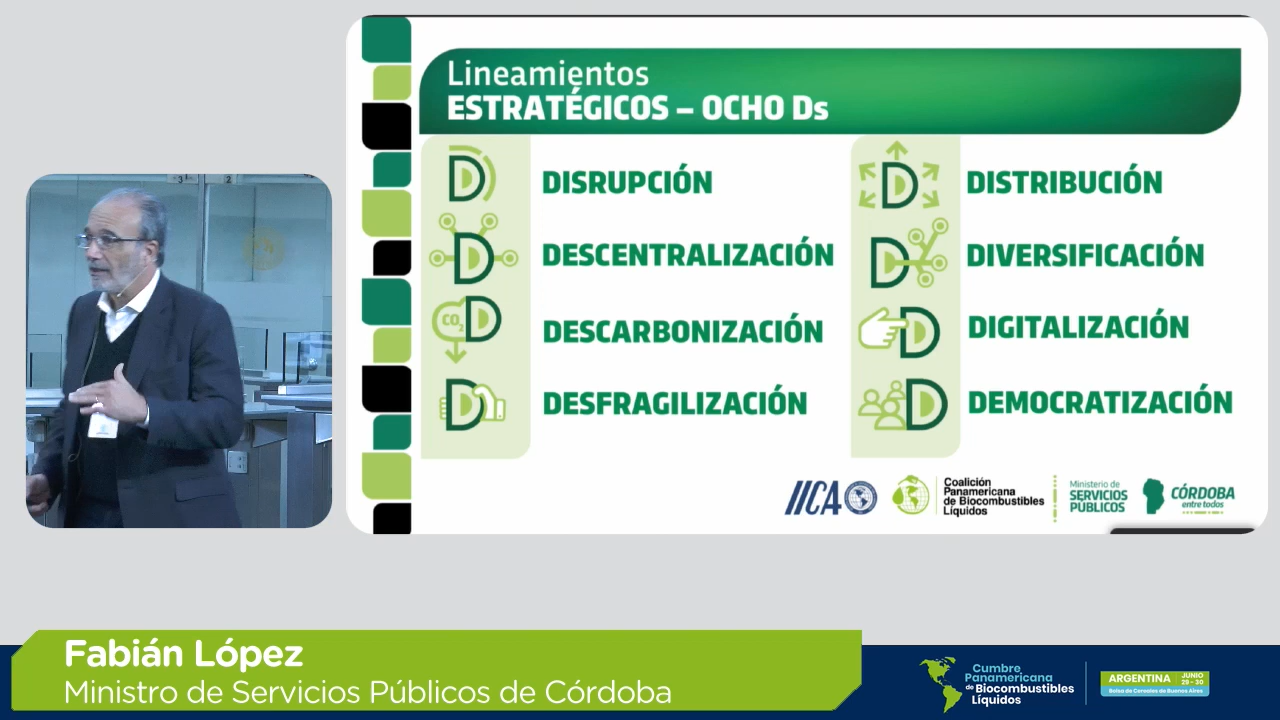 Lineamientos
ESTRATÉGICOS – OCHO Ds
DISRUPCIÓN
DESCENTRALIZACIÓN
CO2
DESCARBONIZACIÓN
DESFRAGILIZACIÓN
DISTRIBUCIÓN
DIVERSIFICACIÓN
DIGITALIZACIÓN
DEMOCRATIZACIÓN
IICA
Coalición
Panamericana
de Biocombustibles
Líquidos
Ministerio de
SERVICIOS
PÚBLICOS
CÓRDOBA
entre todos
Fabián López
Ministro de Servicios Públicos de Córdoba
Cumbre
Panamericana
de Biocombustibles
Líquidos
ARGENTINA
JUNIO
29 - 30
Bolsa de Cereales de Buenos Aires